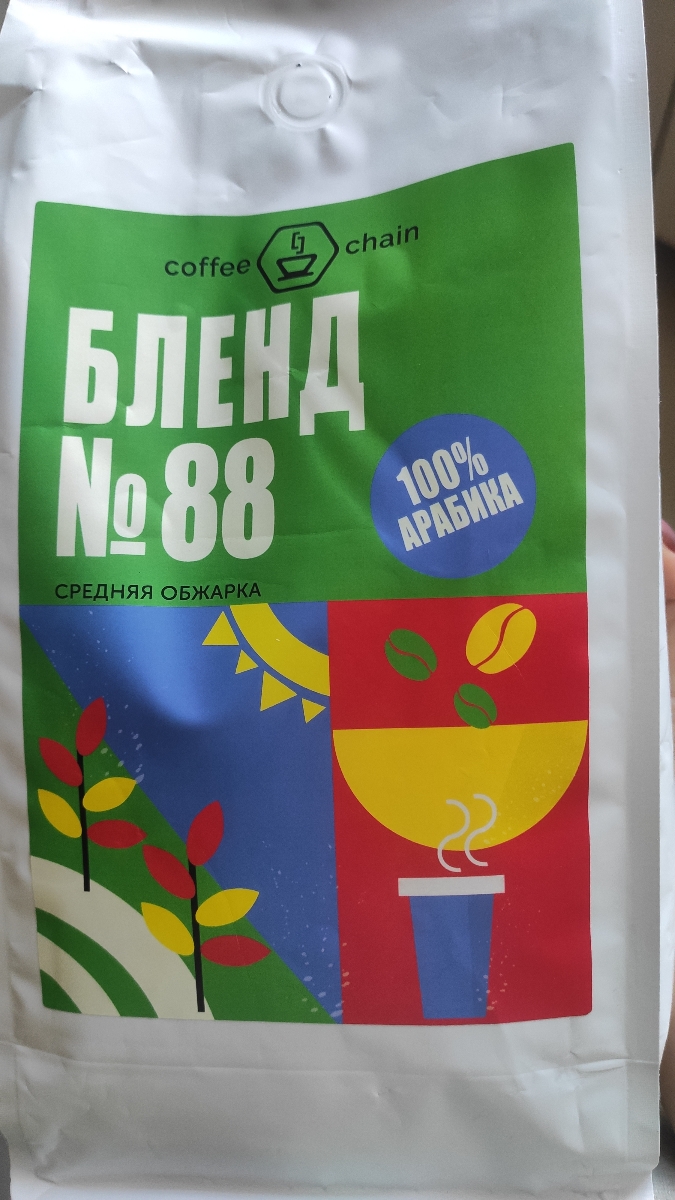 coffee chain
БЛЕНД
№88
100%
АРАБИКА
СРЕДНЯЯ ОБЖАРКА